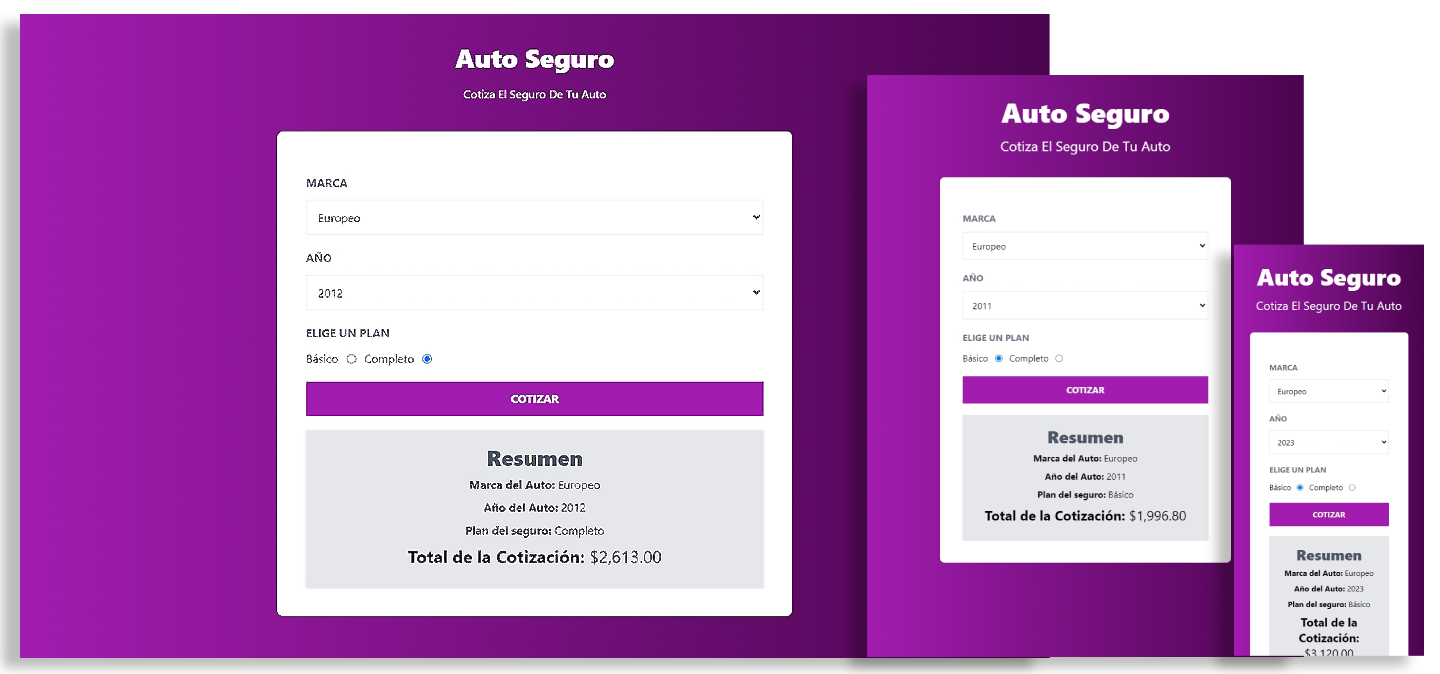 Auto Seguro
Cotiza El Seguro De Tu Auto
MARCA
Europeo
AÑO
2012
ELIGE UN PLAN
Básico Completo
COTIZAR
Resumen
Marca del Auto: Europeo
Año del Auto: 2012
Plan del seguro: Completo
Total de la Cotización: $2,613.00
Auto Seguro
Cotiza El Seguro De Tu Auto
MARCA
Europeo
AÑO
2011
ELIGE UN PLAN
Básico Completo
COTIZAR
Resumen
Marca del Auto: Europeo
Año del Auto: 2011
Plan del seguro: Básico
Total de la Cotización: $1,996.80
Auto Seguro
Cotiza El Seguro De Tu Auto
MARCA
Europeo
AÑO
2023
ELIGE UN PLAN
Básico Completo
COTIZAR
Resumen
Marca del Auto: Europeo
Año del Auto: 2023
Plan del seguro: Básico
Total de la
Cotización:
$3,120.00